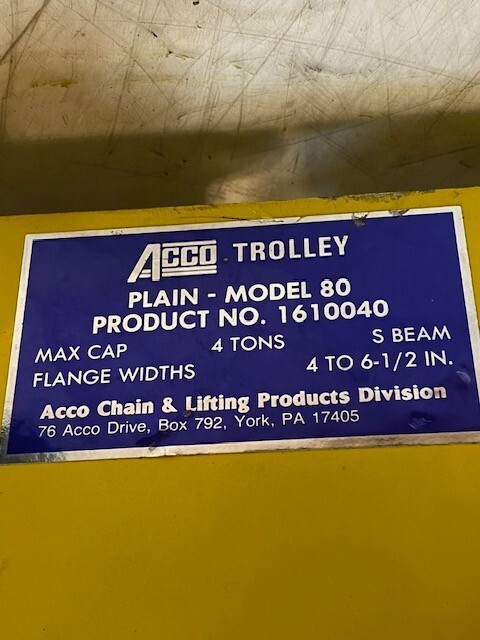 ACCO TROLLEY
PLAIN - MODEL 80
PRODUCT NO. 1610040
MAX CAP 4 TONS S BEAM
FLANGE WIDTHS 4 TO 6-1/2 IN.
Acco Chain & Lifting Products Division
76 Acco Drive, Box 792, York, PA 17405